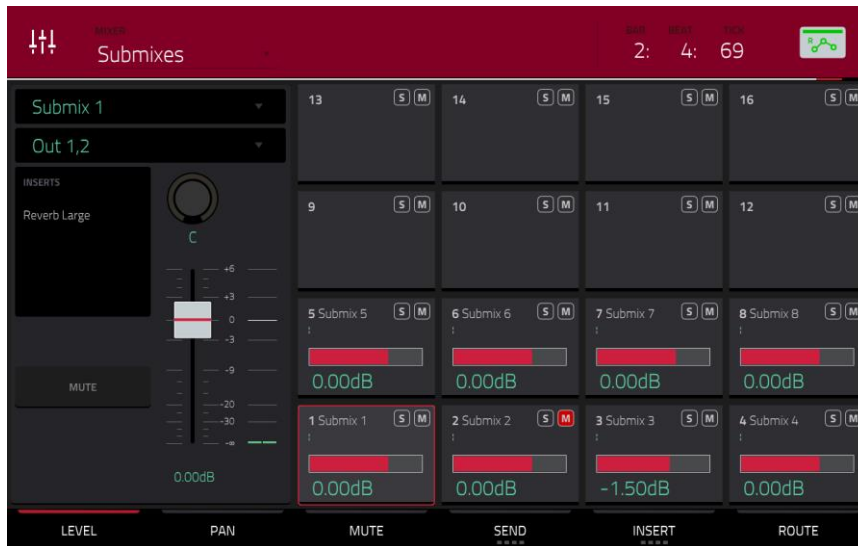 MIXER
Submixes
BAR BEAT TICK
2: 4: 69
Submix 1
Out 1,2
INSERTS
Reverb Large
C
+6
+3
0
-3
-9
-20
-30
-∞
MUTE
0.00dB
13 S M 14 S M 15 S M 16 S M
9 S M 10 S M 11 S M 12 S M
5 Submix 5 S M 6 Submix 6 S M 7 Submix 7 S M 8 Submix 8 S M
0.00dB 0.00dB 0.00dB 0.00dB
1 Submix 1 S M 2 Submix 2 S M 3 Submix 3 S M 4 Submix 4 S M
0.00dB 0.00dB -1.50dB 0.00dB
LEVEL PAN MUTE SEND INSERT ROUTE